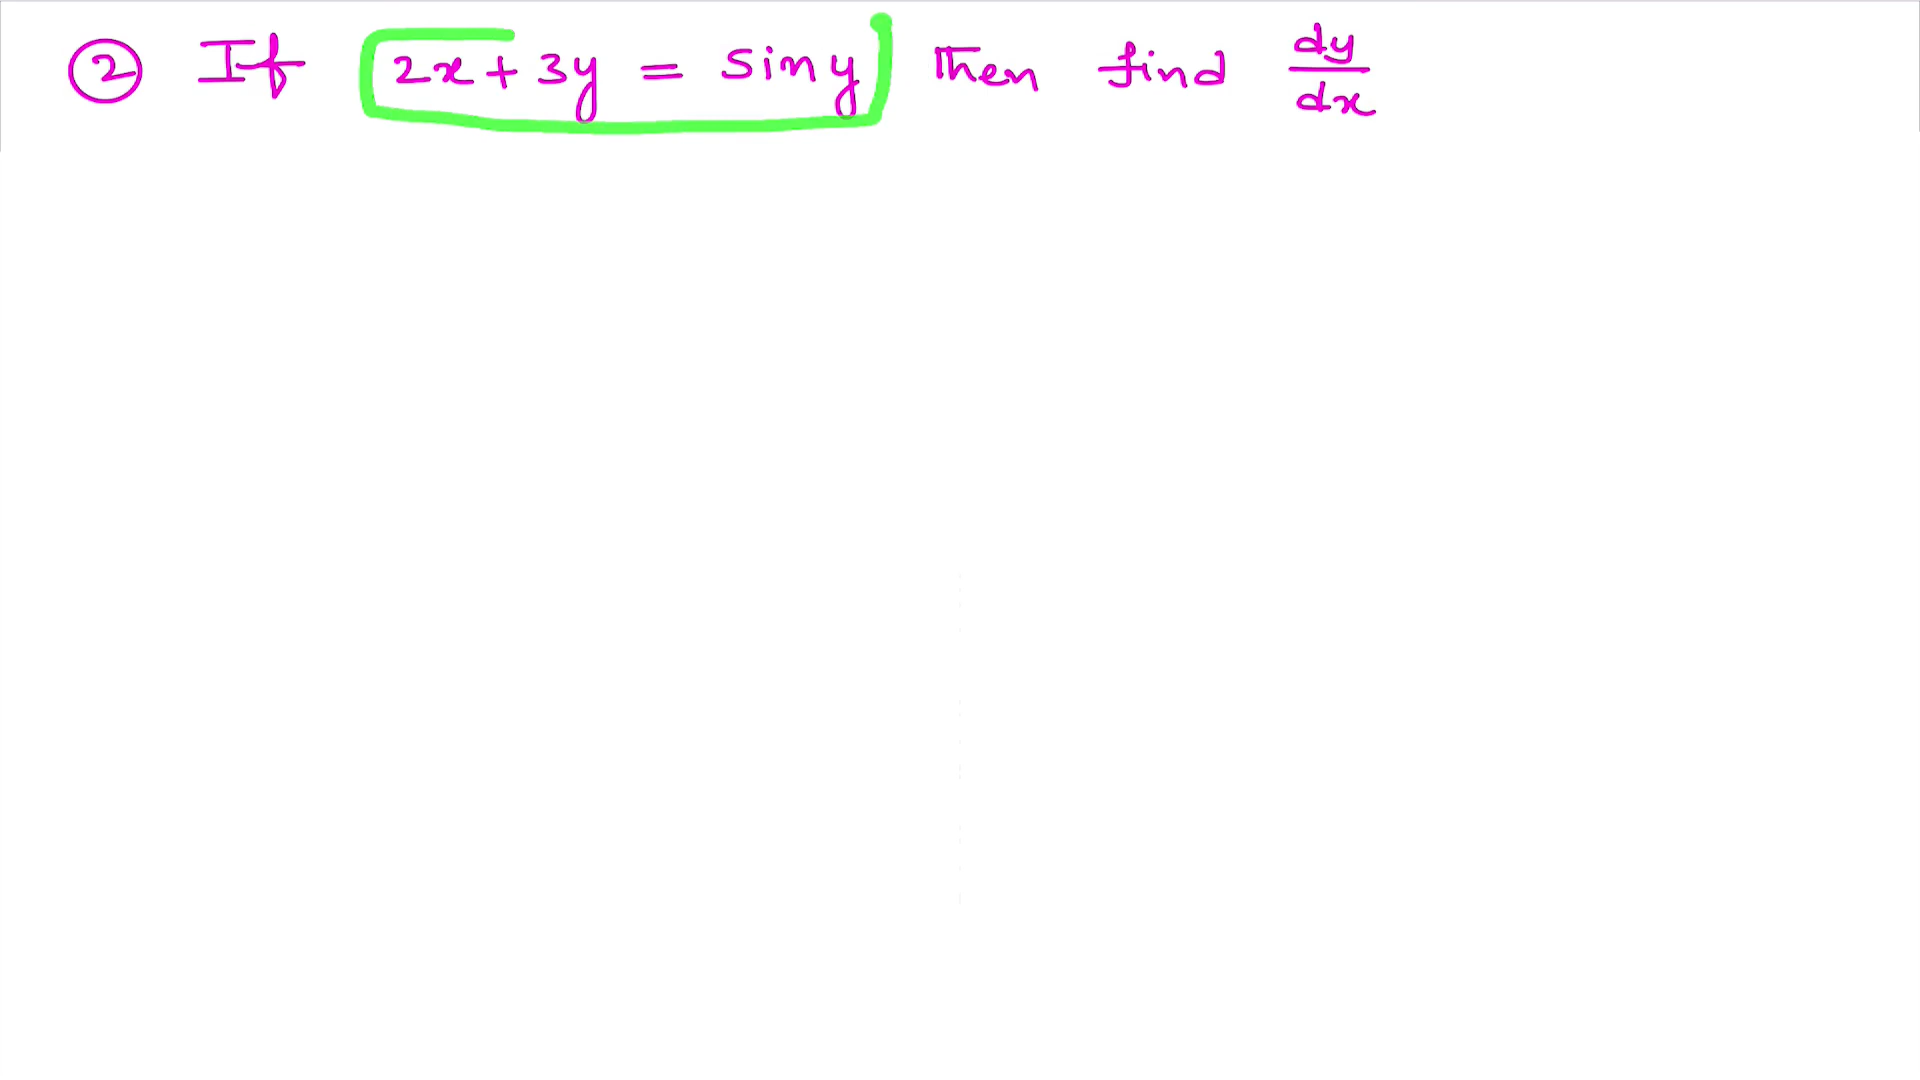 ② If 2x + 3y = sin y Then find dy/dx